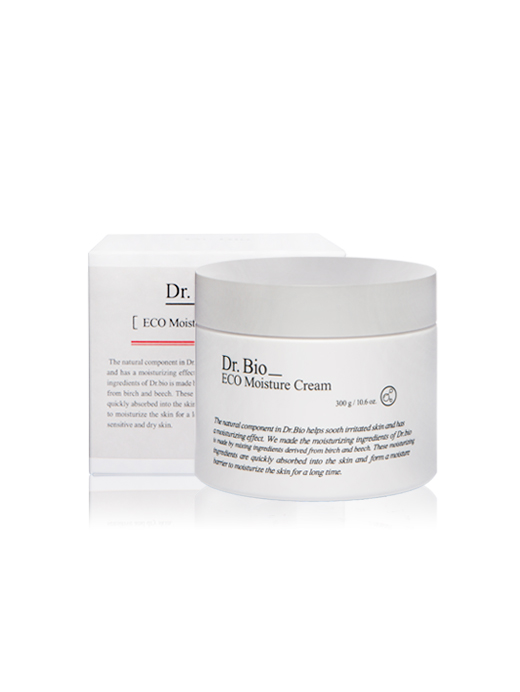 Dr.
[ ECO Moist
The natural component in Dr.
and has a moisturizing effect
ingredients of Dr.bio is made
from birch and beech. These
quickly absorbed into the skin
to moisturize the skin for a
sensitive and dry skin.
Dr. Bio_
ECO Moisture Cream
300 g / 10.6 oz.
The natural component in Dr.Bio helps sooth irritated skin and has
a moisturizing effect. We made the moisturizing ingredients of Dr.bio
is made by mixing ingredients derived from birch and beech. These moisturizing
ingredients are quickly absorbed into the skin and form a moisture
barrier to moisturize the skin for a long time.